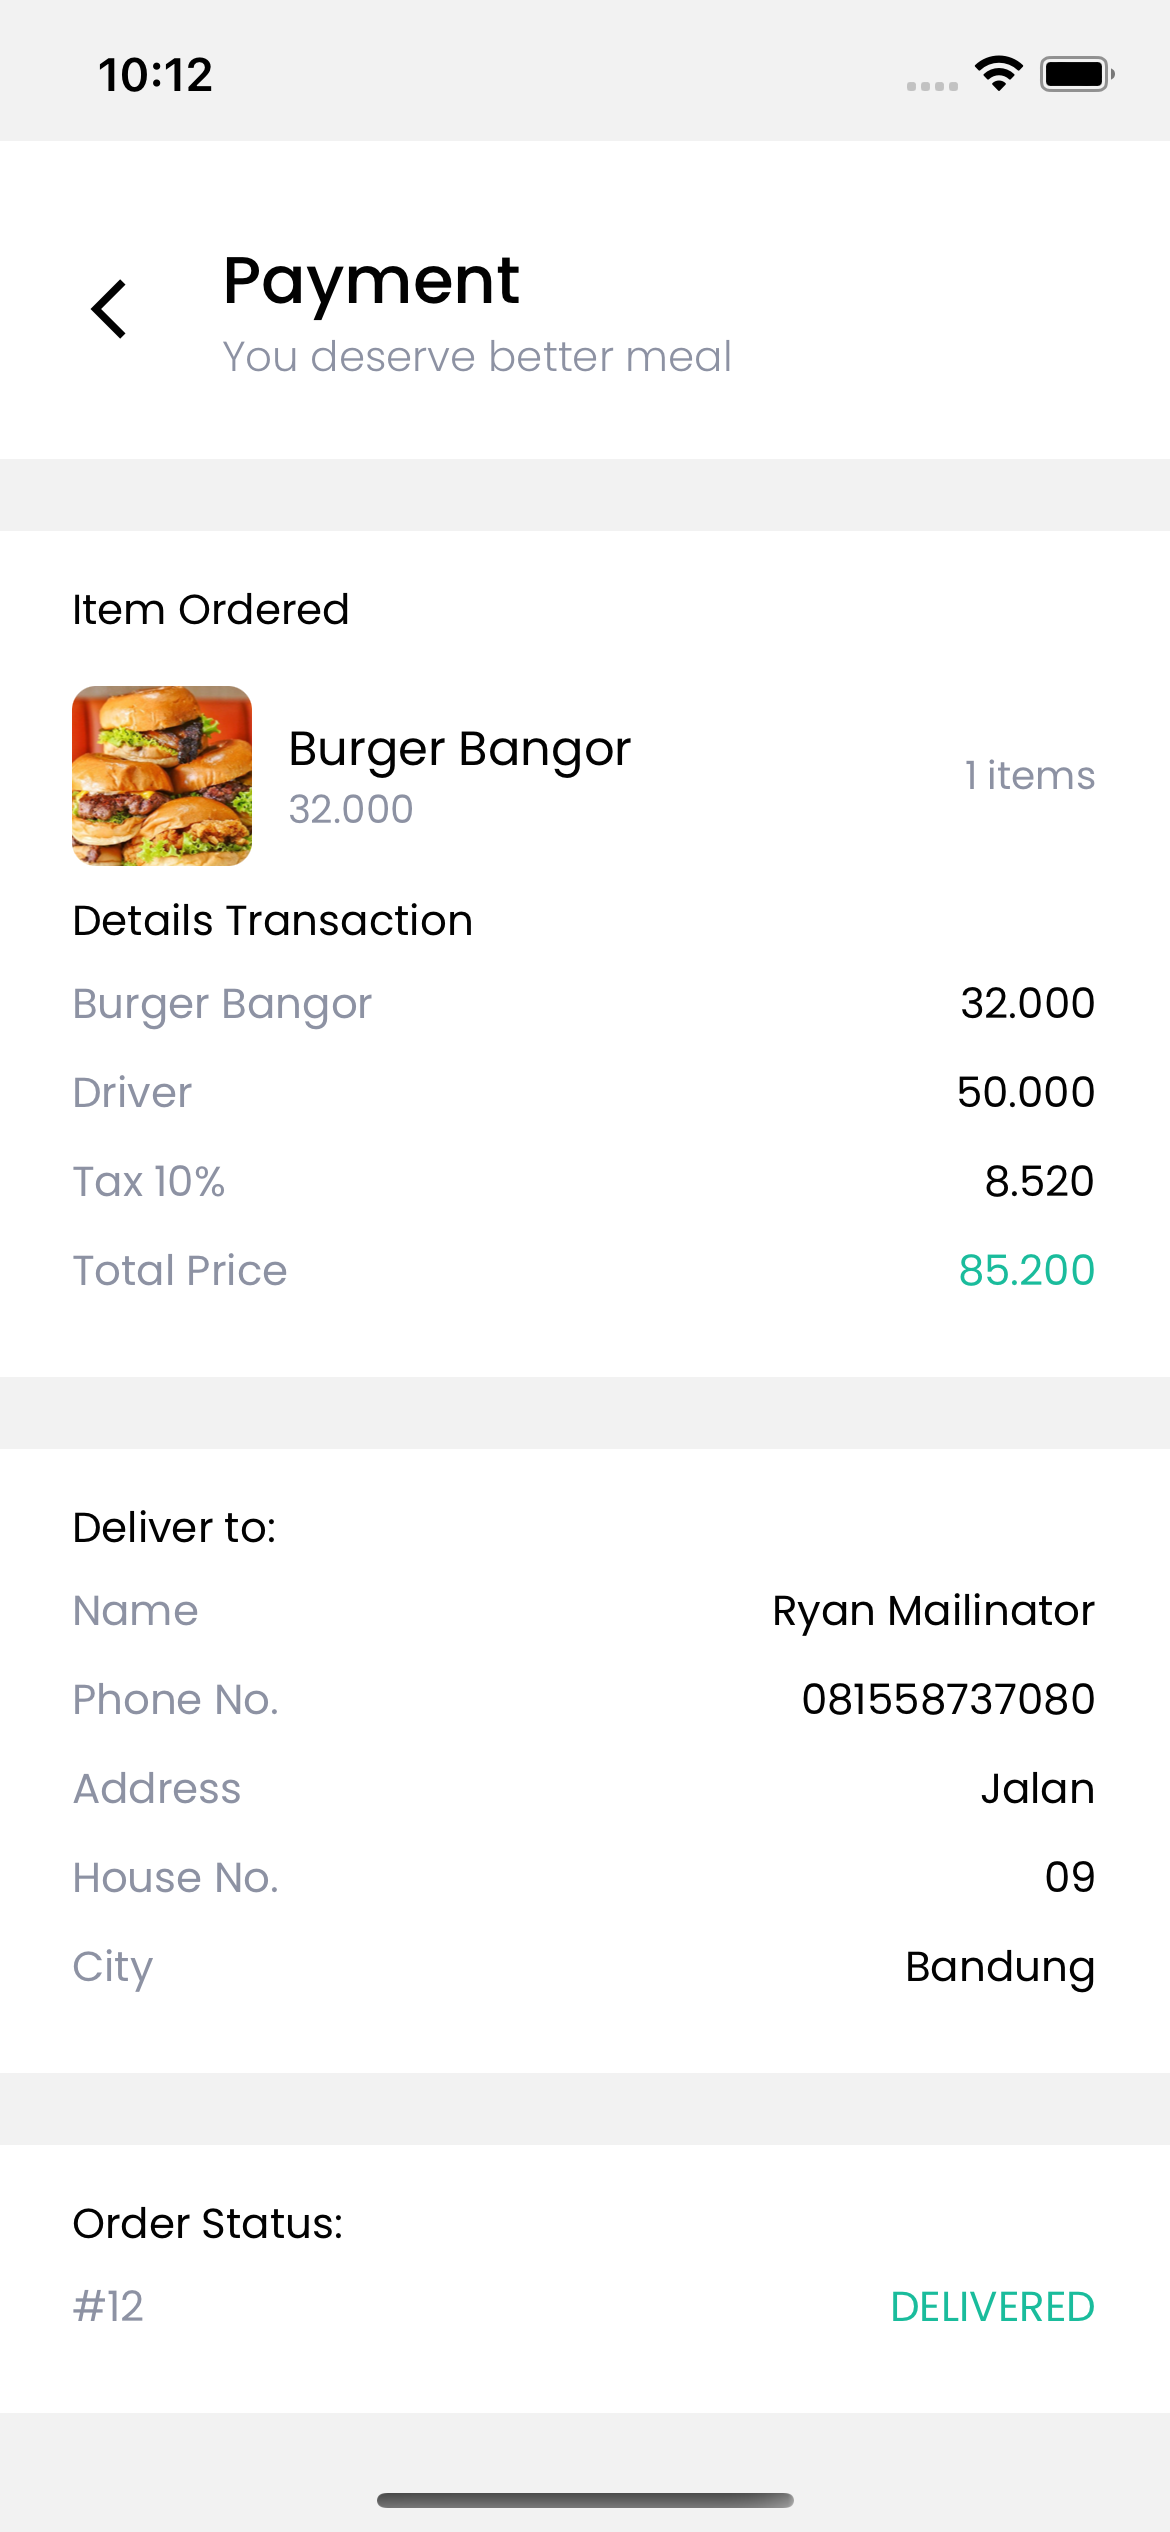 10:12
Payment
You deserve better meal
Item Ordered
Burger Bangor
32.000
1 items
Details Transaction
Burger Bangor 32.000
Driver 50.000
Tax 10% 8.520
Total Price 85.200
Deliver to:
Name Ryan Mailinator
Phone No. 081558737080
Address Jalan
House No. 09
City Bandung
Order Status:
#12 DELIVERED